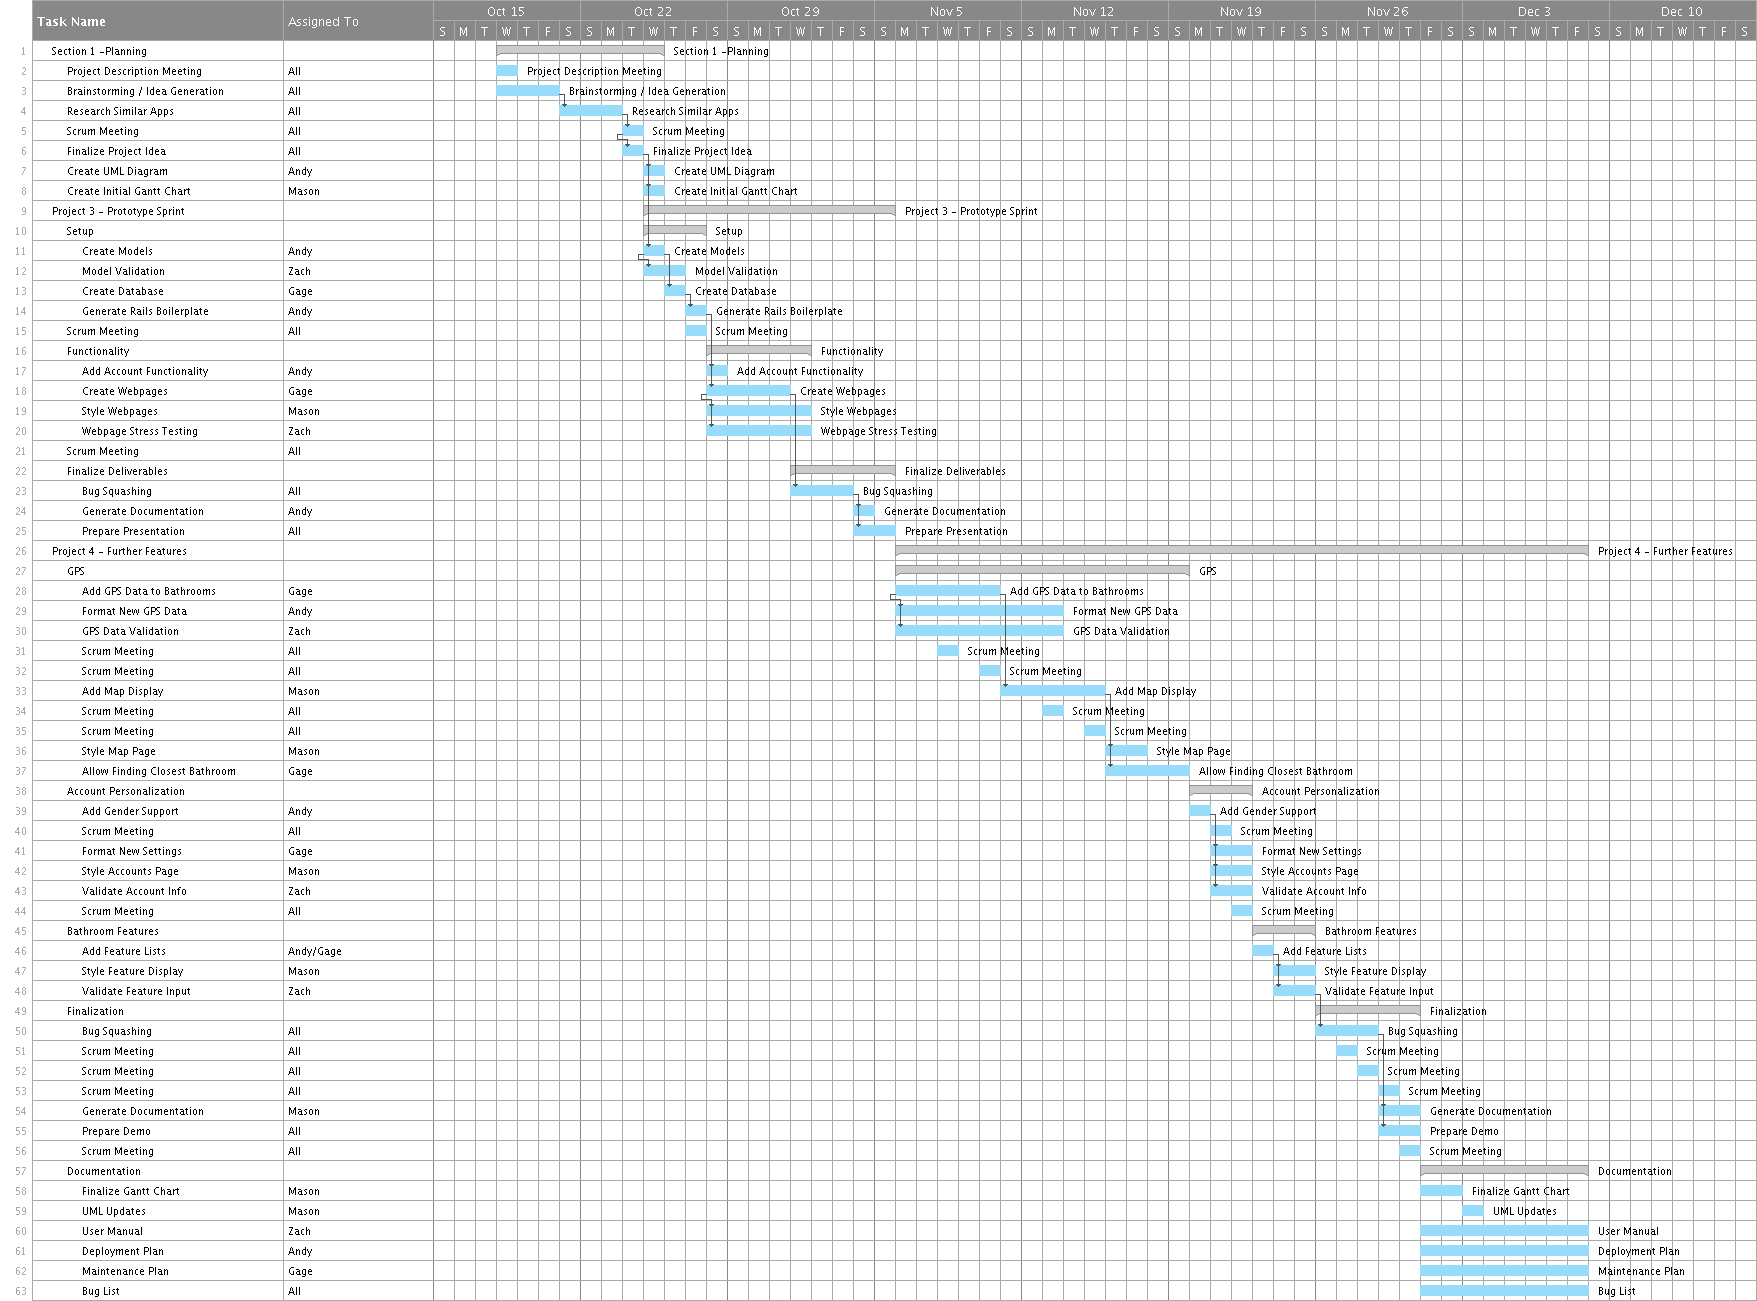 Task Name Assigned To Oct 15 Oct 22 Oct 29 Nov 5 Nov 12 Nov 19 Nov 26 Dec 3 Dec 10
S M T W T F S S M T W T F S S M T W T F S S M T W T F S S M T W T F S S M T W T F S S M T W T F S S M T W T F S S M T W T F S
1 Section 1 -Planning Section 1 -Planning
2 Project Description Meeting All Project Description Meeting
3 Brainstorming / Idea Generation All Brainstorming / Idea Generation
4 Research Similar Apps All Research Similar Apps
5 Scrum Meeting All Scrum Meeting
6 Finalize Project Idea All Finalize Project Idea
7 Create UML Diagram Andy Create UML Diagram
8 Create Initial Gantt Chart Mason Create Initial Gantt Chart
9 Project 3 - Prototype Sprint Project 3 - Prototype Sprint
10 Setup Setup
11 Create Models Andy Create Models
12 Model Validation Zach Model Validation
13 Create Database Gage Create Database
14 Generate Rails Boilerplate Andy Generate Rails Boilerplate
15 Scrum Meeting All Scrum Meeting
16 Functionality Functionality
17 Add Account Functionality Andy Add Account Functionality
18 Create Webpages Gage Create Webpages
19 Style Webpages Mason Style Webpages
20 Webpage Stress Testing Zach Webpage Stress Testing
21 Scrum Meeting All
22 Finalize Deliverables Finalize Deliverables
23 Bug Squashing All Bug Squashing
24 Generate Documentation Andy Generate Documentation
25 Prepare Presentation All Prepare Presentation
26 Project 4 - Further Features Project 4 - Further Features
27 GPS GPS
28 Add GPS Data to Bathrooms Gage Add GPS Data to Bathrooms
29 Format New GPS Data Andy Format New GPS Data
30 GPS Data Validation Zach GPS Data Validation
31 Scrum Meeting All Scrum Meeting
32 Scrum Meeting All Scrum Meeting
33 Add Map Display Mason Add Map Display
34 Scrum Meeting All Scrum Meeting
35 Scrum Meeting All Scrum Meeting
36 Style Map Page Mason Style Map Page
37 Allow Finding Closest Bathroom Gage Allow Finding Closest Bathroom
38 Account Personalization Account Personalization
39 Add Gender Support Andy Add Gender Support
40 Scrum Meeting All Scrum Meeting
41 Format New Settings Gage Format New Settings
42 Style Accounts Page Mason Style Accounts Page
43 Validate Account Info Zach Validate Account Info
44 Scrum Meeting All Scrum Meeting
45 Bathroom Features Bathroom Features
46 Add Feature Lists Andy/Gage Add Feature Lists
47 Style Feature Display Mason Style Feature Display
48 Validate Feature Input Zach Validate Feature Input
49 Finalization Finalization
50 Bug Squashing All Bug Squashing
51 Scrum Meeting All Scrum Meeting
52 Scrum Meeting All Scrum Meeting
53 Scrum Meeting All Scrum Meeting
54 Generate Documentation Mason Generate Documentation
55 Prepare Demo All Prepare Demo
56 Scrum Meeting All Scrum Meeting
57 Documentation Documentation
58 Finalize Gantt Chart Mason Finalize Gantt Chart
59 UML Updates Mason UML Updates
60 User Manual Zach User Manual
61 Deployment Plan Andy Deployment Plan
62 Maintenance Plan Gage Maintenance Plan
63 Bug List All Bug List